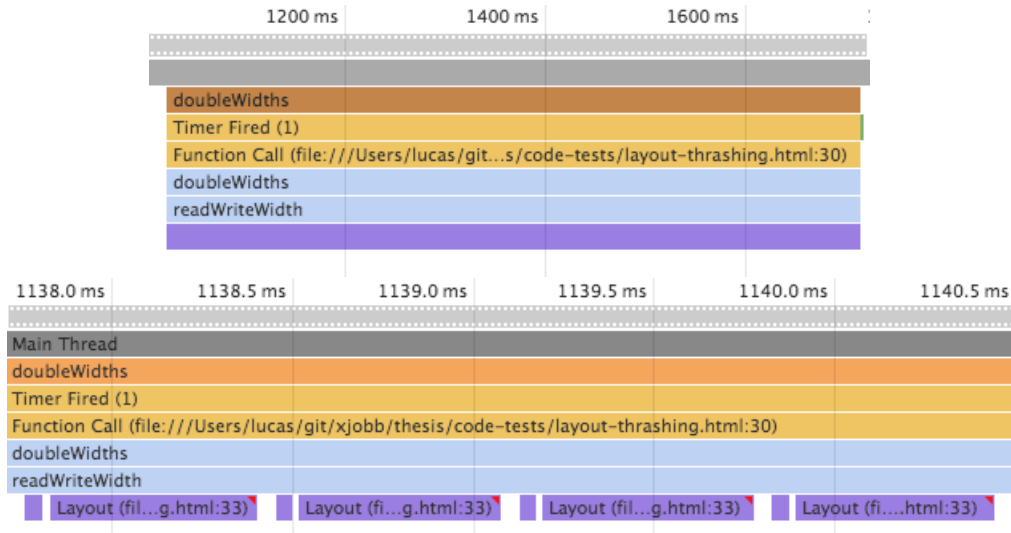 1200 ms 1400 ms 1600 ms
doubleWidths
Timer Fired (1)
Function Call (file:///Users/lucas/git...s/code-tests/layout-thrashing.html:30)
doubleWidths
readWriteWidth
1138.0 ms 1138.5 ms 1139.0 ms 1139.5 ms 1140.0 ms 1140.5 ms
Main Thread
doubleWidths
Timer Fired (1)
Function Call (file:///Users/lucas/git/xjobb/thesis/code-tests/layout-thrashing.html:30)
doubleWidths
readWriteWidth
Layout (fil...g.html:33) Layout (fi...g.html:33) Layout (fil...g.html:33) Layout (fi....html:33)